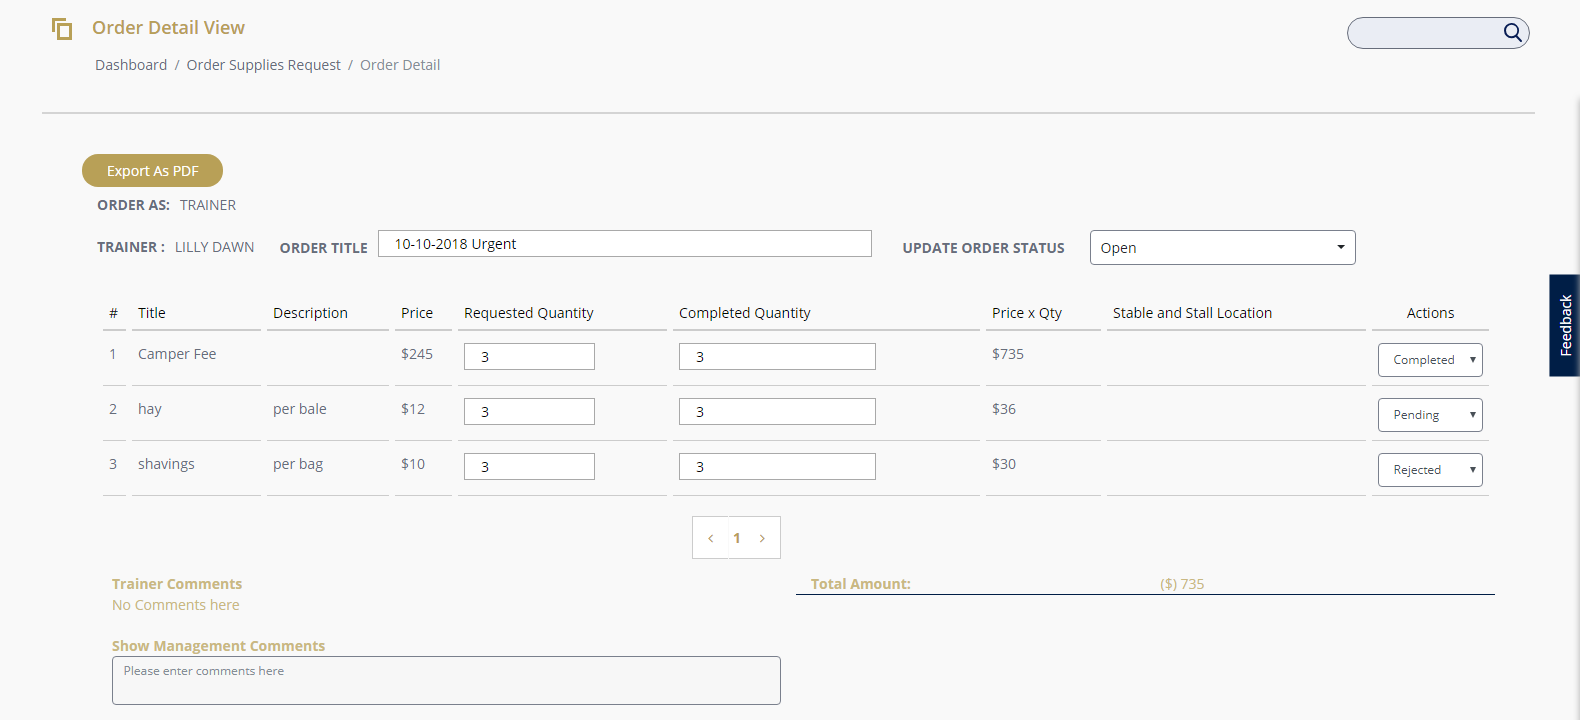 Order Detail View
Dashboard / Order Supplies Request / Order Detail
Export As PDF
ORDER AS: TRAINER
TRAINER : LILLY DAWN ORDER TITLE 10-10-2018 Urgent UPDATE ORDER STATUS Open
# Title Description Price Requested Quantity Completed Quantity Price x Qty Stable and Stall Location Actions
1 Camper Fee $245 3 3 $735 Completed
2 hay per bale $12 3 3 $36 Pending
3 shavings per bag $10 3 3 $30 Rejected
‹ 1 ›
Trainer Comments
No Comments here
Total Amount: ($) 735
Show Management Comments
Please enter comments here
Feedback